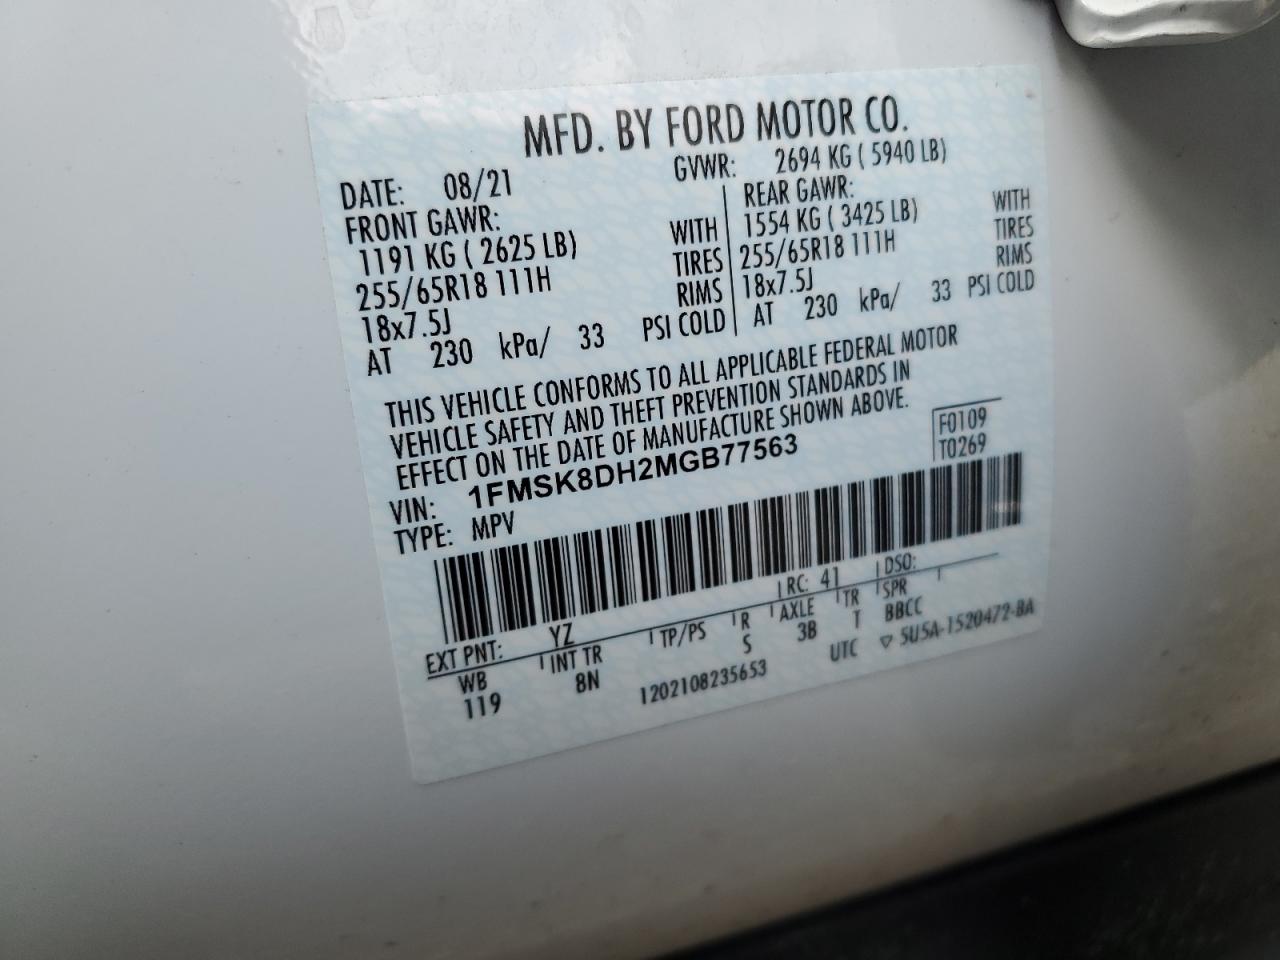 MFD. BY FORD MOTOR CO.
DATE: 08/21 GVWR: 2694 KG ( 5940 LB)
FRONT GAWR: REAR GAWR:
1191 KG ( 2625 LB) WITH 1554 KG ( 3425 LB) WITH
255/65R18 111H TIRES 255/65R18 111H TIRES
18x7.5J RIMS 18x7.5J RIMS
AT 230 kPa/ 33 PSI COLD AT 230 kPa/ 33 PSI COLD
THIS VEHICLE CONFORMS TO ALL APPLICABLE FEDERAL MOTOR
VEHICLE SAFETY AND THEFT PREVENTION STANDARDS IN
EFFECT ON THE DATE OF MANUFACTURE SHOWN ABOVE.
F0109
VIN: 1FMSK8DH2MGB77563 T0269
TYPE: MPV
EXT PNT: YZ RC: 41 DSO:
WB INT TR TP/PS R AXLE TR SPR
119 8N S 3B T BBCC
1202108235653 UTC ▽ SU5A-1520472-BA